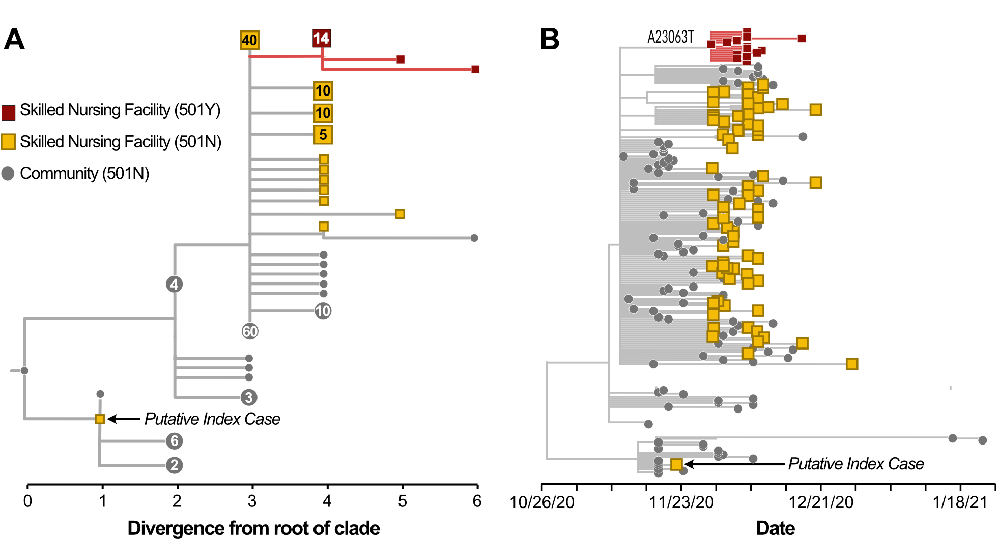 A
40
14
10
10
5
Skilled Nursing Facility (501Y)
Skilled Nursing Facility (501N)
Community (501N)
4
10
60
3
Putative Index Case
6
2
0 1 2 3 4 5 6
Divergence from root of clade
B
A23063T
Putative Index Case
10/26/20 11/23/20 12/21/20 1/18/21
Date